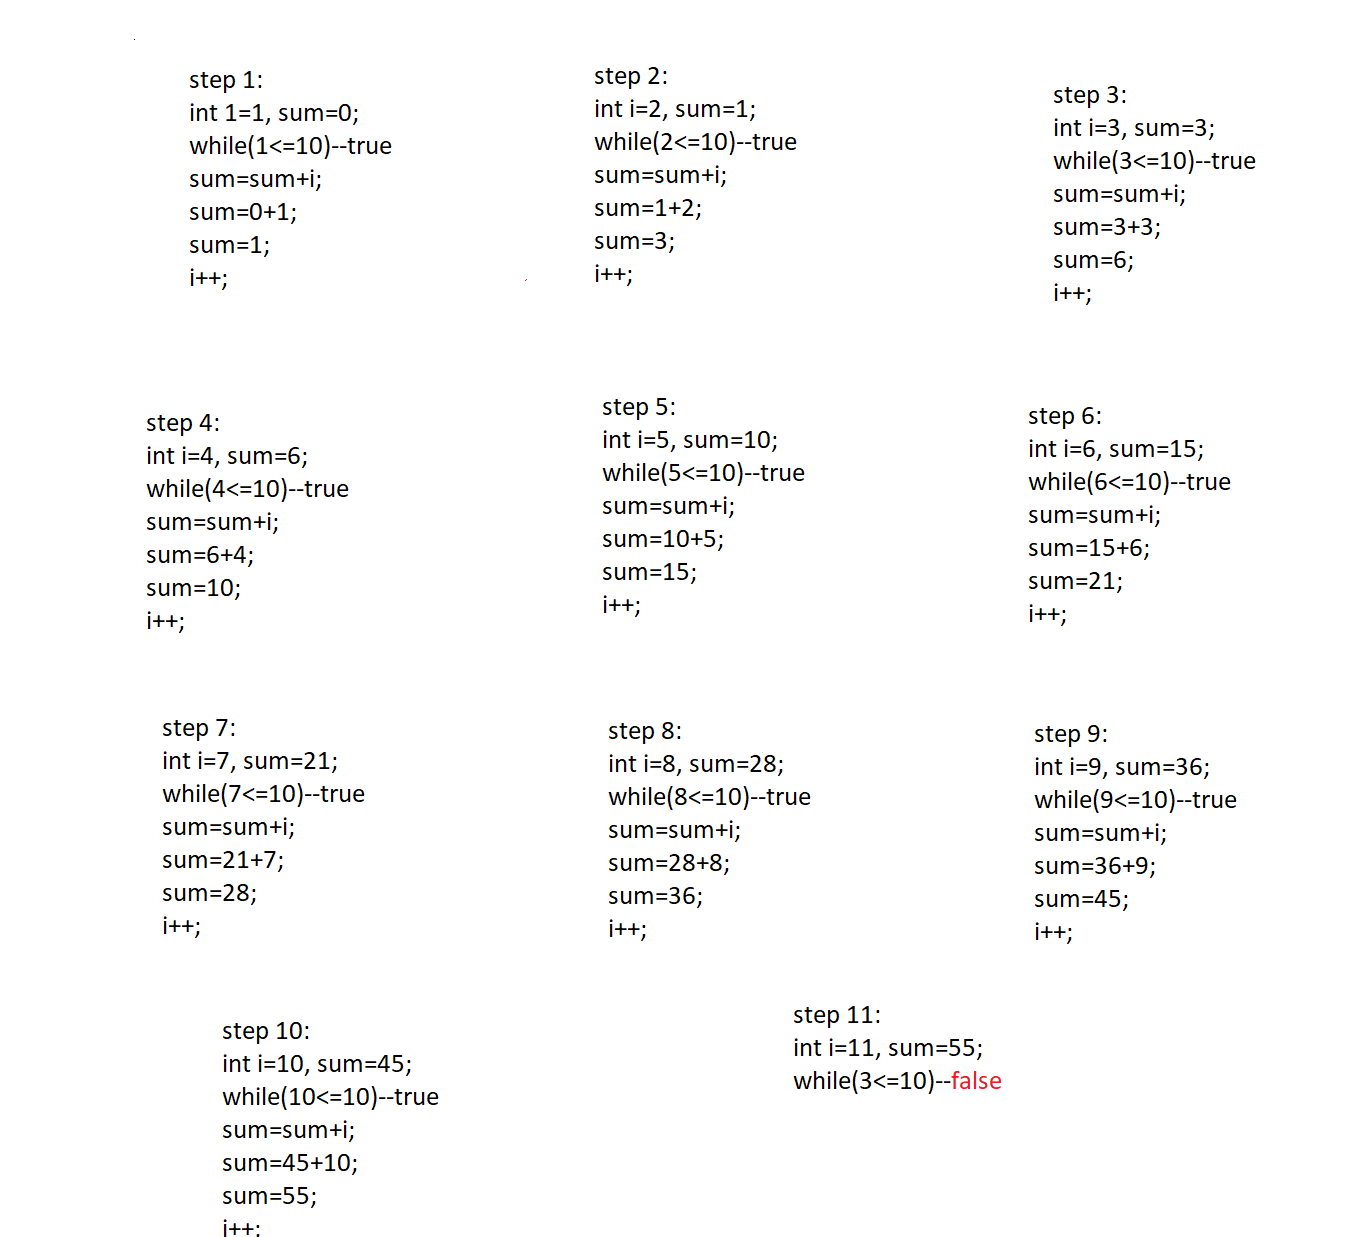 step 1:
int 1=1, sum=0;
while(1<=10)--true
sum=sum+i;
sum=0+1;
sum=1;
i++;
step 2:
int i=2, sum=1;
while(2<=10)--true
sum=sum+i;
sum=1+2;
sum=3;
i++;
step 3:
int i=3, sum=3;
while(3<=10)--true
sum=sum+i;
sum=3+3;
sum=6;
i++;
step 4:
int i=4, sum=6;
while(4<=10)--true
sum=sum+i;
sum=6+4;
sum=10;
i++;
step 5:
int i=5, sum=10;
while(5<=10)--true
sum=sum+i;
sum=10+5;
sum=15;
i++;
step 6:
int i=6, sum=15;
while(6<=10)--true
sum=sum+i;
sum=15+6;
sum=21;
i++;
step 7:
int i=7, sum=21;
while(7<=10)--true
sum=sum+i;
sum=21+7;
sum=28;
i++;
step 8:
int i=8, sum=28;
while(8<=10)--true
sum=sum+i;
sum=28+8;
sum=36;
i++;
step 9:
int i=9, sum=36;
while(9<=10)--true
sum=sum+i;
sum=36+9;
sum=45;
i++;
step 10:
int i=10, sum=45;
while(10<=10)--true
sum=sum+i;
sum=45+10;
sum=55;
i++;
step 11:
int i=11, sum=55;
while(3<=10)--false